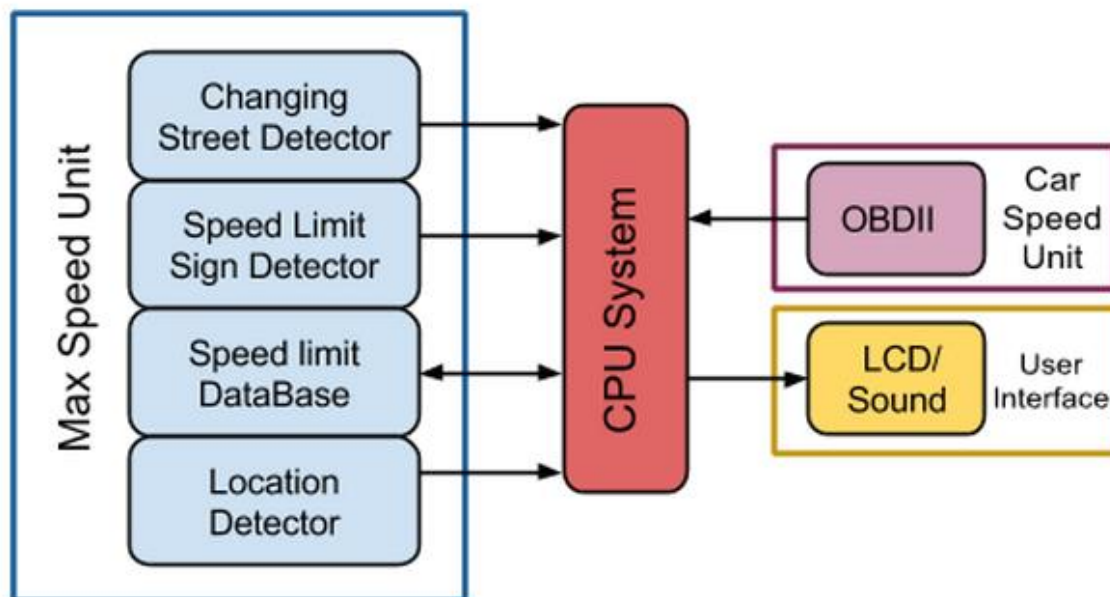 Max Speed Unit
Changing
Street Detector
Speed Limit
Sign Detector
Speed limit
DataBase
Location
Detector
CPU System
OBDII
Car
Speed
Unit
LCD/
Sound
User
Interface